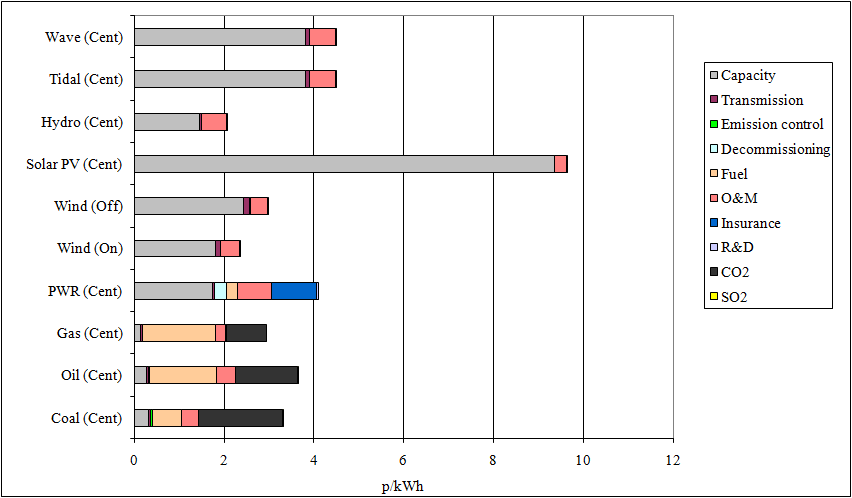 Wave (Cent)
Tidal (Cent)
Hydro (Cent)
Solar PV (Cent)
Wind (Off)
Wind (On)
PWR (Cent)
Gas (Cent)
Oil (Cent)
Coal (Cent)
0 2 4 6 8 10 12
p/kWh
Capacity
Transmission
Emission control
Decommissioning
Fuel
O&M
Insurance
R&D
CO2
SO2